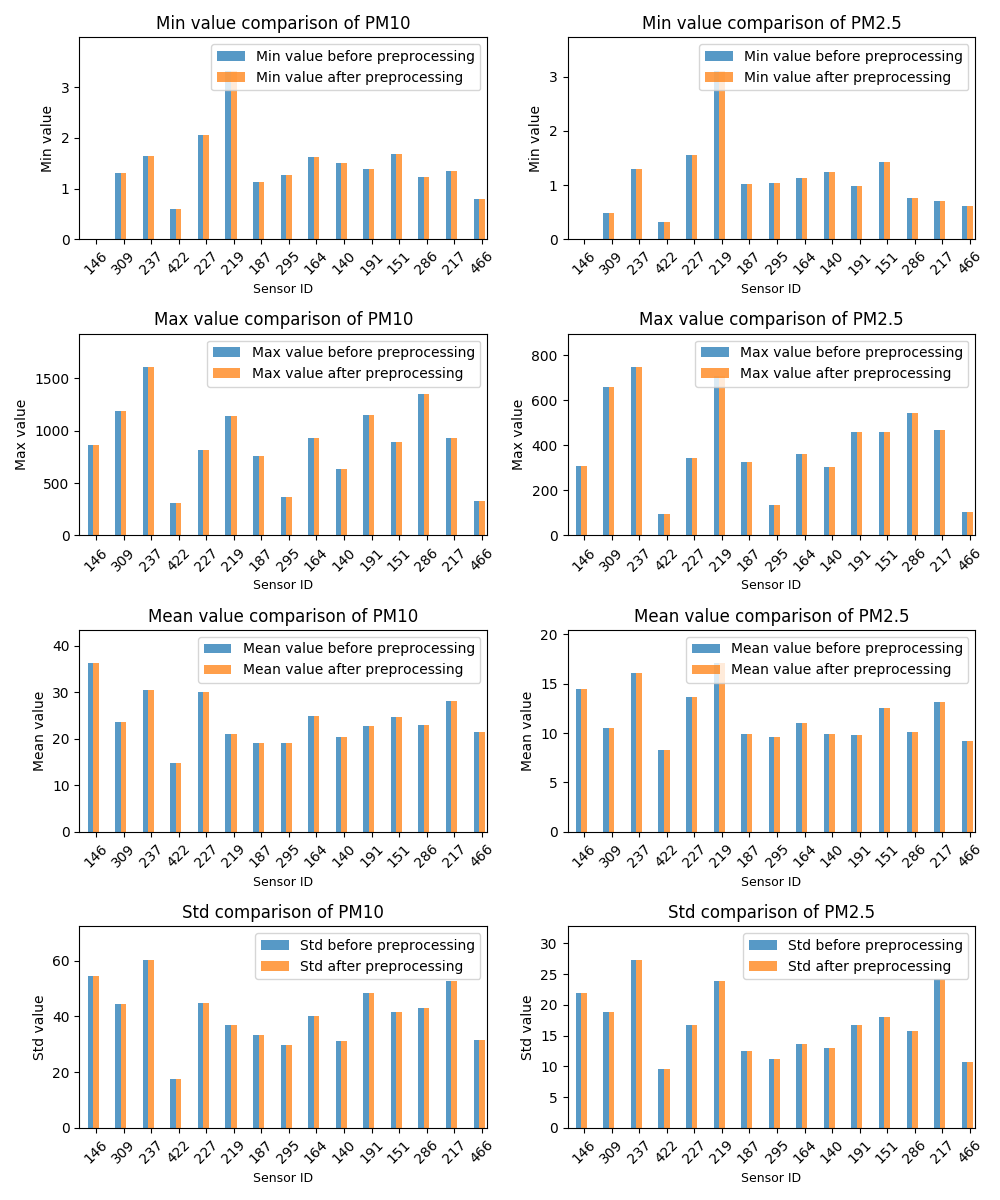 Min value comparison of PM10
Min value before preprocessing
Min value after preprocessing
Min value
3
2
1
0
146 309 237 422 227 219 187 295 164 140 191 151 286 217 466
Sensor ID
Min value comparison of PM2.5
Min value before preprocessing
Min value after preprocessing
Min value
3
2
1
0
146 309 237 422 227 219 187 295 164 140 191 151 286 217 466
Sensor ID
Max value comparison of PM10
Max value before preprocessing
Max value after preprocessing
Max value
1500
1000
500
0
146 309 237 422 227 219 187 295 164 140 191 151 286 217 466
Sensor ID
Max value comparison of PM2.5
Max value before preprocessing
Max value after preprocessing
Max value
800
600
400
200
0
146 309 237 422 227 219 187 295 164 140 191 151 286 217 466
Sensor ID
Mean value comparison of PM10
Mean value before preprocessing
Mean value after preprocessing
Mean value
40
30
20
10
0
146 309 237 422 227 219 187 295 164 140 191 151 286 217 466
Sensor ID
Mean value comparison of PM2.5
Mean value before preprocessing
Mean value after preprocessing
Mean value
20
15
10
5
0
146 309 237 422 227 219 187 295 164 140 191 151 286 217 466
Sensor ID
Std comparison of PM10
Std before preprocessing
Std after preprocessing
Std value
60
40
20
0
146 309 237 422 227 219 187 295 164 140 191 151 286 217 466
Sensor ID
Std comparison of PM2.5
Std before preprocessing
Std after preprocessing
Std value
30
25
20
15
10
5
0
146 309 237 422 227 219 187 295 164 140 191 151 286 217 466
Sensor ID